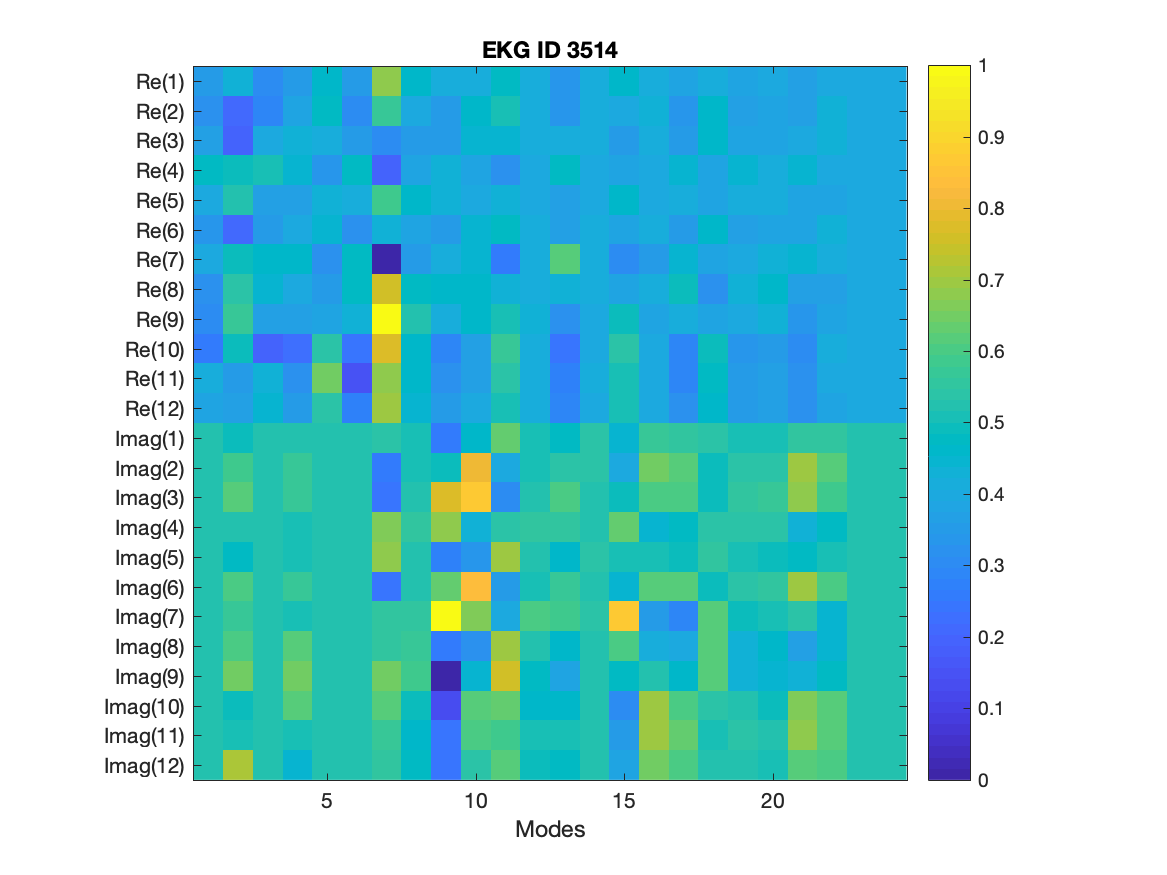 EKG ID 3514
Re(1)
Re(2)
Re(3)
Re(4)
Re(5)
Re(6)
Re(7)
Re(8)
Re(9)
Re(10)
Re(11)
Re(12)
Imag(1)
Imag(2)
Imag(3)
Imag(4)
Imag(5)
Imag(6)
Imag(7)
Imag(8)
Imag(9)
Imag(10)
Imag(11)
Imag(12)
5 10 15 20
Modes
1
0.9
0.8
0.7
0.6
0.5
0.4
0.3
0.2
0.1
0